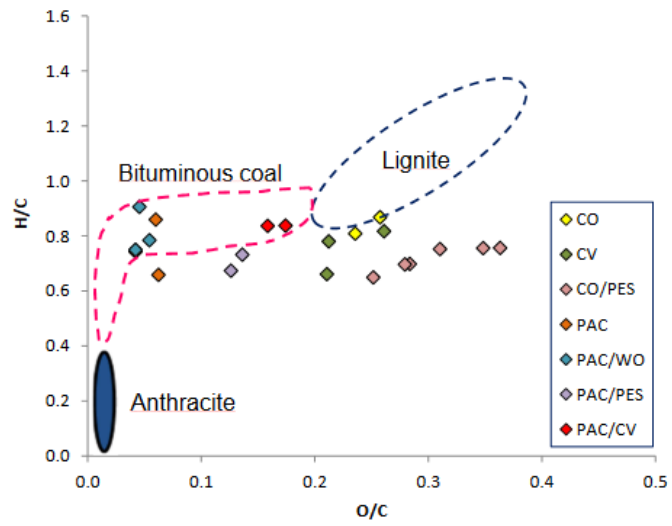 1.6
1.4
1.2
1.0
0.8
0.6
0.4
0.2
0.0
H/C
Bituminous coal
Lignite
Anthracite
CO
CV
CO/PES
PAC
PAC/WO
PAC/PES
PAC/CV
0.0 0.1 0.2 0.3 0.4 0.5
O/C